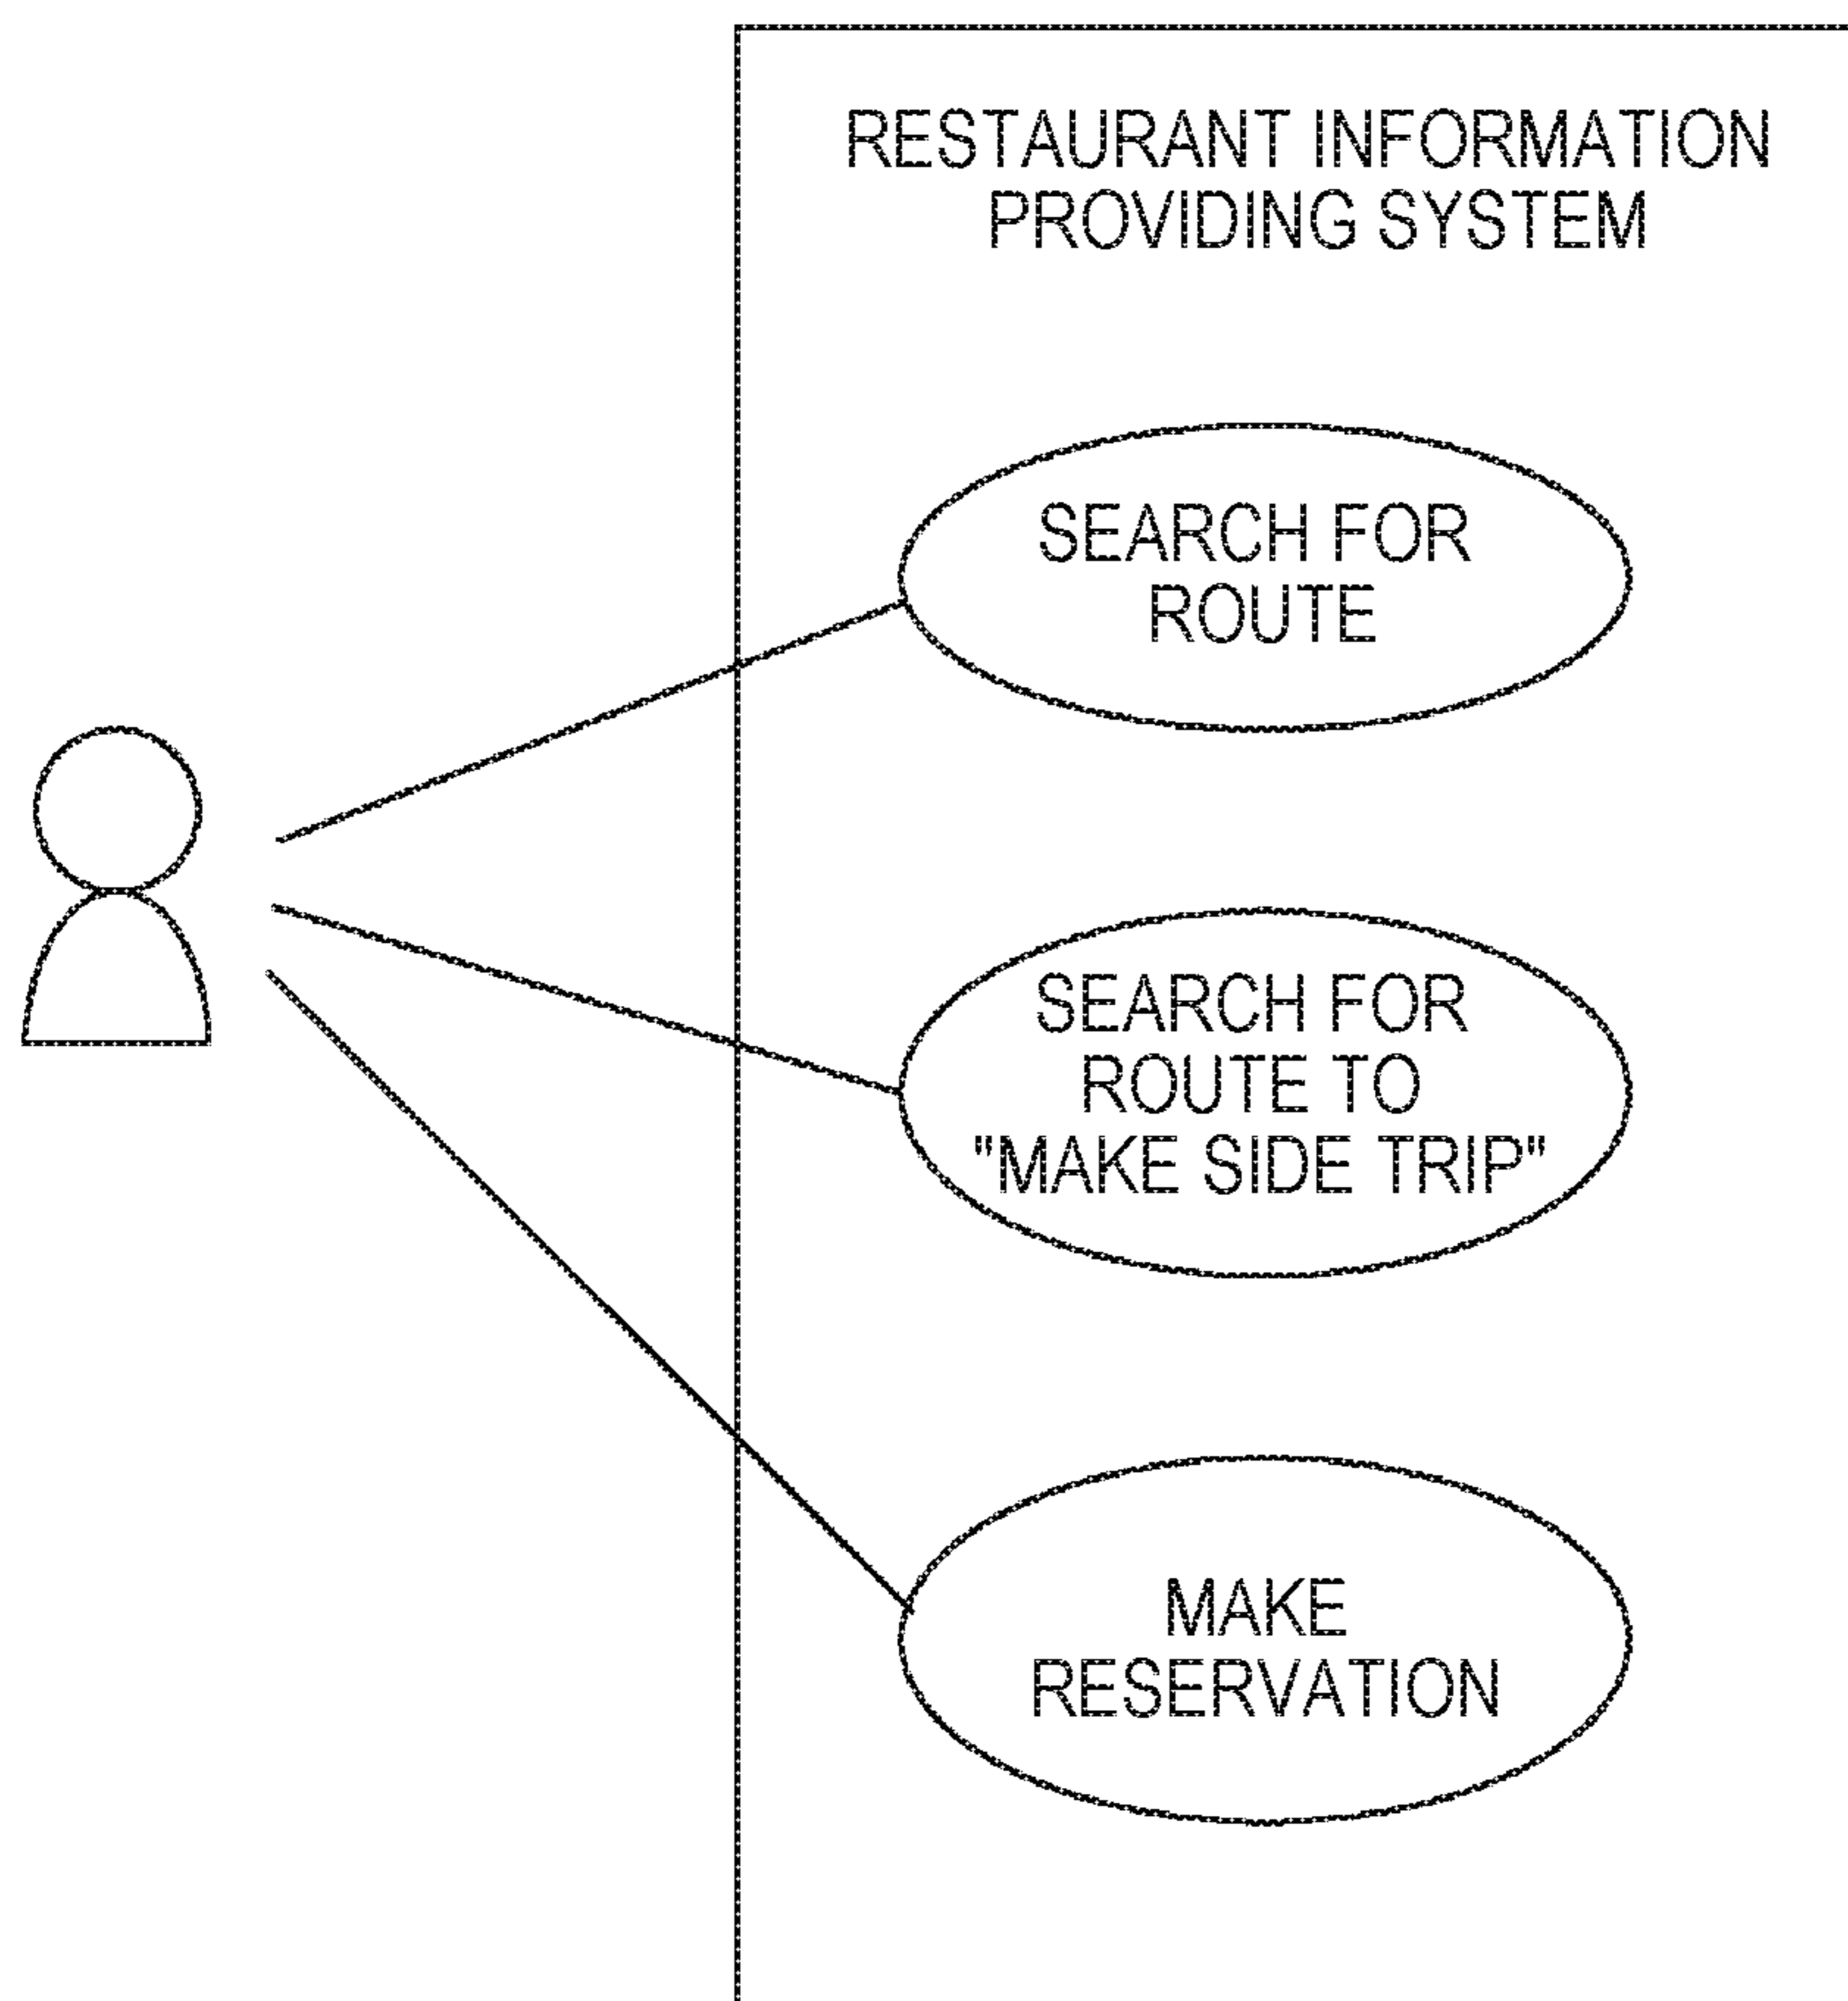 RESTAURANT INFORMATION
PROVIDING SYSTEM
SEARCH FOR
ROUTE
SEARCH FOR
ROUTE TO
"MAKE SIDE TRIP"
MAKE
RESERVATION